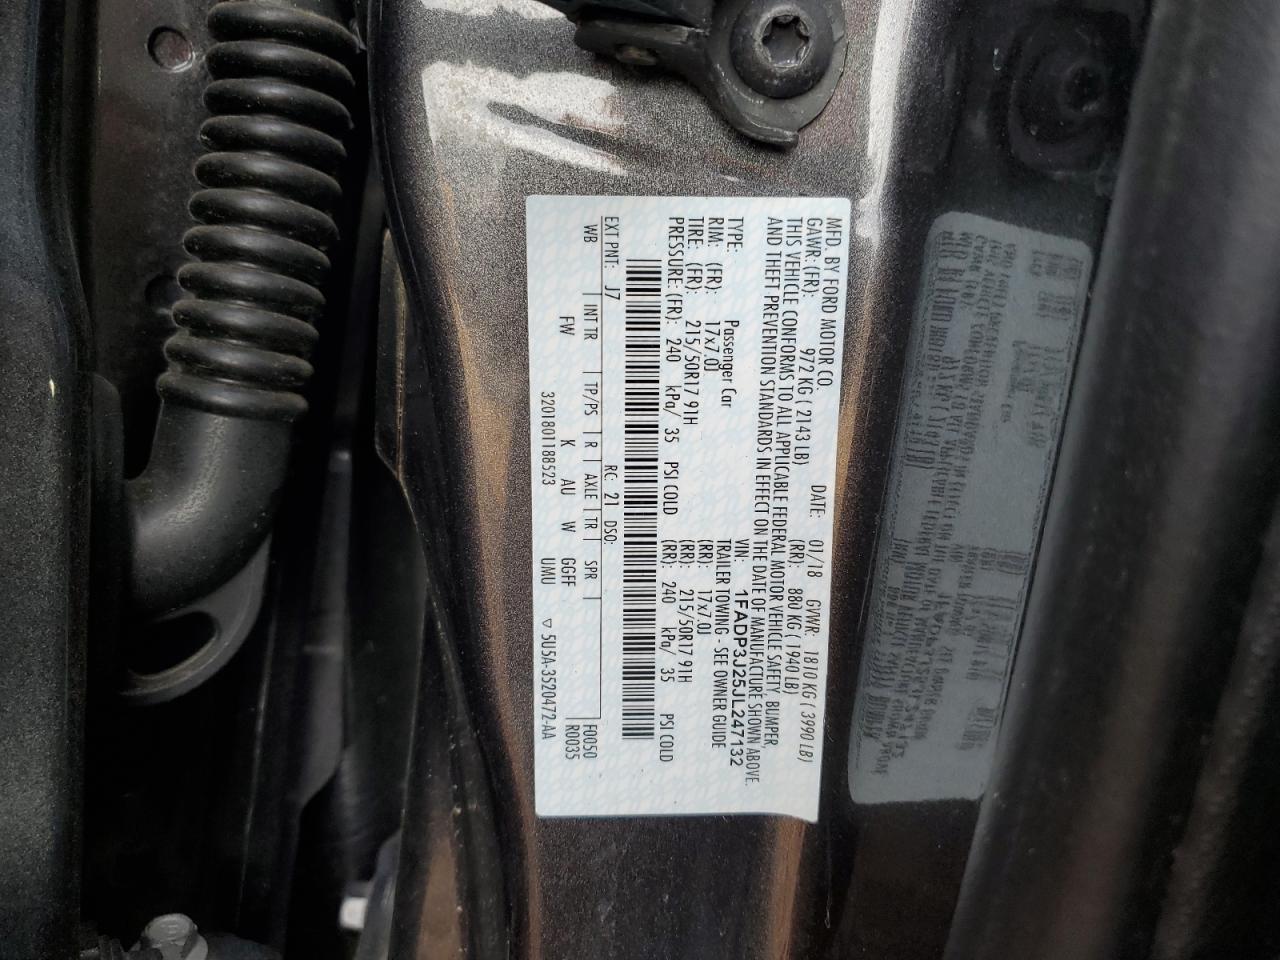 MFD. BY FORD MOTOR CO.
DATE: 01/18 GVWR: 1810 KG ( 3990 LB)
GAWR: (FR): 972 KG ( 2143 LB) (RR): 880 KG ( 1940 LB)
THIS VEHICLE CONFORMS TO ALL APPLICABLE FEDERAL MOTOR VEHICLE SAFETY, BUMPER,
AND THEFT PREVENTION STANDARDS IN EFFECT ON THE DATE OF MANUFACTURE SHOWN ABOVE.
VIN: 1FADP3J25JL247132
TYPE: Passenger Car TRAILER TOWING - SEE OWNER GUIDE
RIM: (FR): 17x7.0J (RR): 17x7.0J
TIRE: (FR): 215/50R17 91H (RR): 215/50R17 91H
PRESSURE: (FR): 240 kPa/ 35 PSI COLD (RR): 240 kPa/ 35 PSI COLD
EXT PNT: J7 RC: 21 DSO: F0050
WB INT TR TP/PS R AXLE TR SPR R0035
FW K AU W GGFF
3201801188523 UMU ▽ 5U5A-3520472-AA